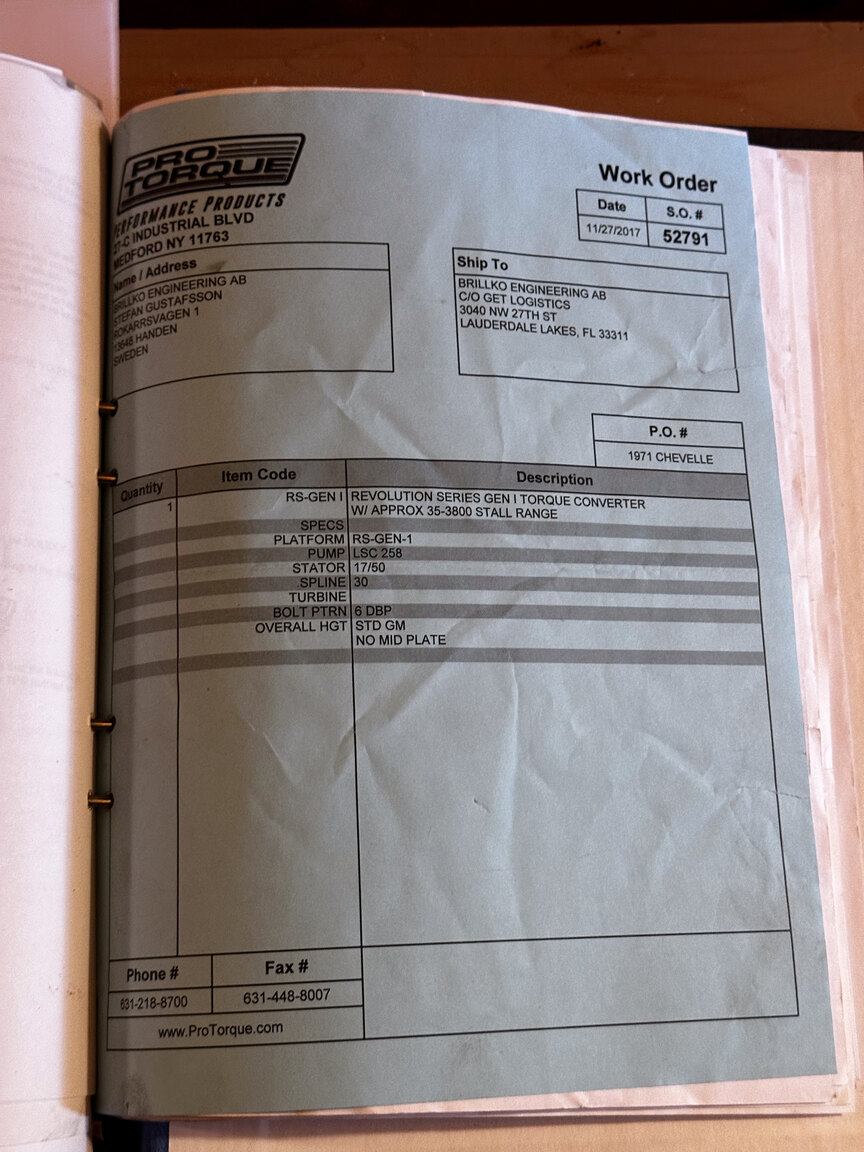 PRO
TORQUE
PERFORMANCE PRODUCTS
27-C INDUSTRIAL BLVD
MEDFORD NY 11763
Work Order
Date
S.O. #
11/27/2017
52791
Name / Address
BRILLKO ENGINEERING AB
STEFAN GUSTAFSSON
ROKARRSVAGEN 1
13648 HANDEN
SWEDEN
Ship To
BRILLKO ENGINEERING AB
C/O GET LOGISTICS
3040 NW 27TH ST
LAUDERDALE LAKES, FL 33311
P.O. #
1971 CHEVELLE
Quantity Item Code Description
1 RS-GEN I REVOLUTION SERIES GEN I TORQUE CONVERTER
W/ APPROX 35-3800 STALL RANGE
SPECS
PLATFORM RS-GEN-1
PUMP LSC 258
STATOR 17/50
.SPLINE 30
TURBINE
BOLT PTRN 6 DBP
OVERALL HGT STD GM
NO MID PLATE
Phone #
Fax #
631-218-8700
631-448-8007
www.ProTorque.com